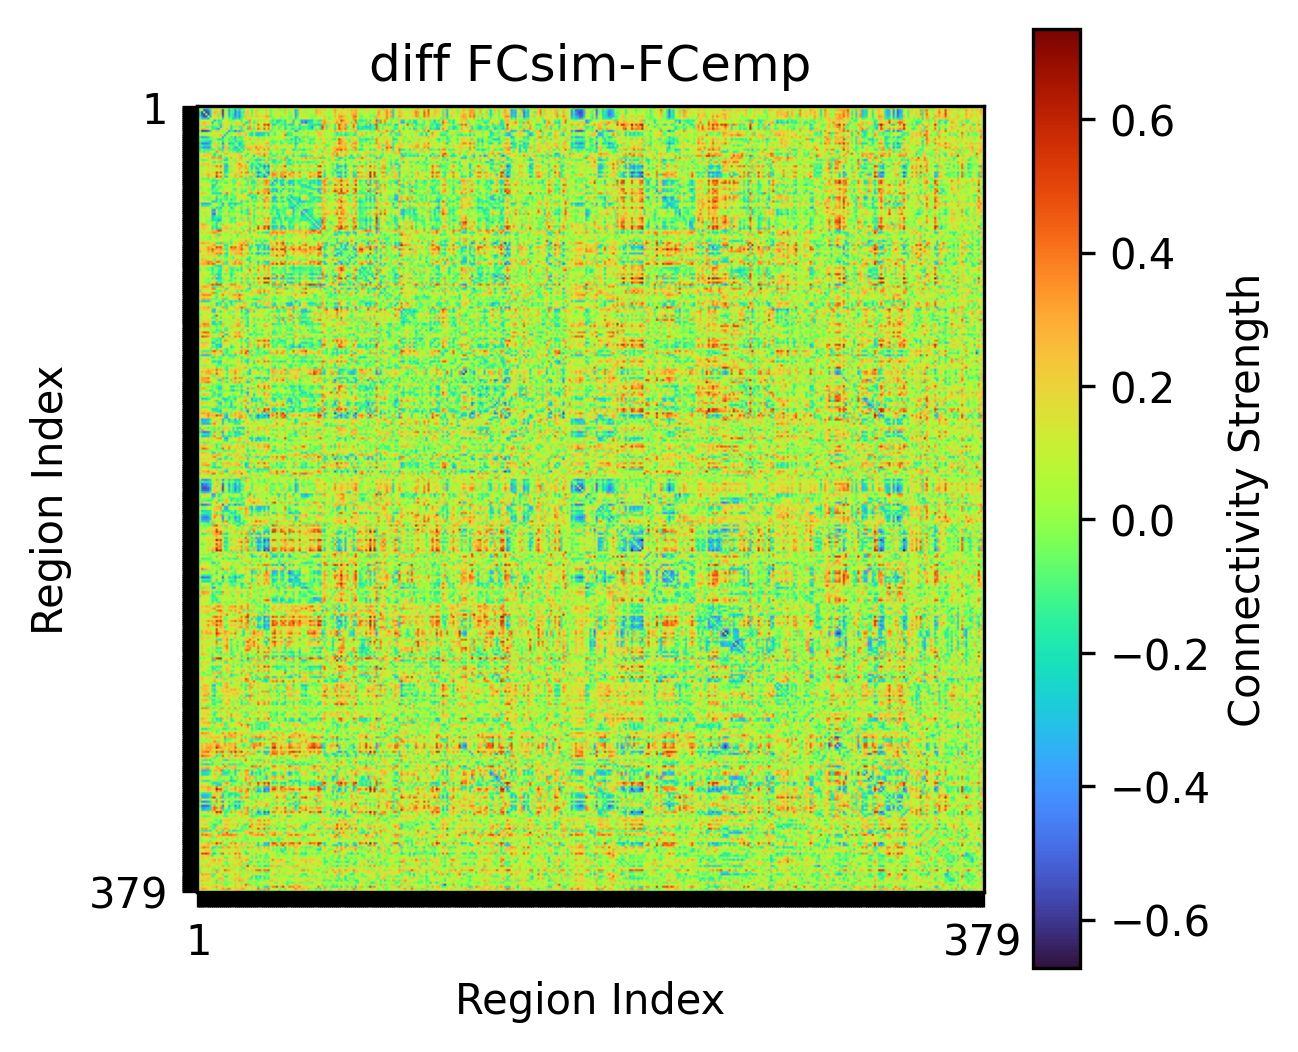 diff FCsim-FCemp
1
379
1
379
Region Index
Region Index
0.6
0.4
0.2
0.0
−0.2
−0.4
−0.6
Connectivity Strength